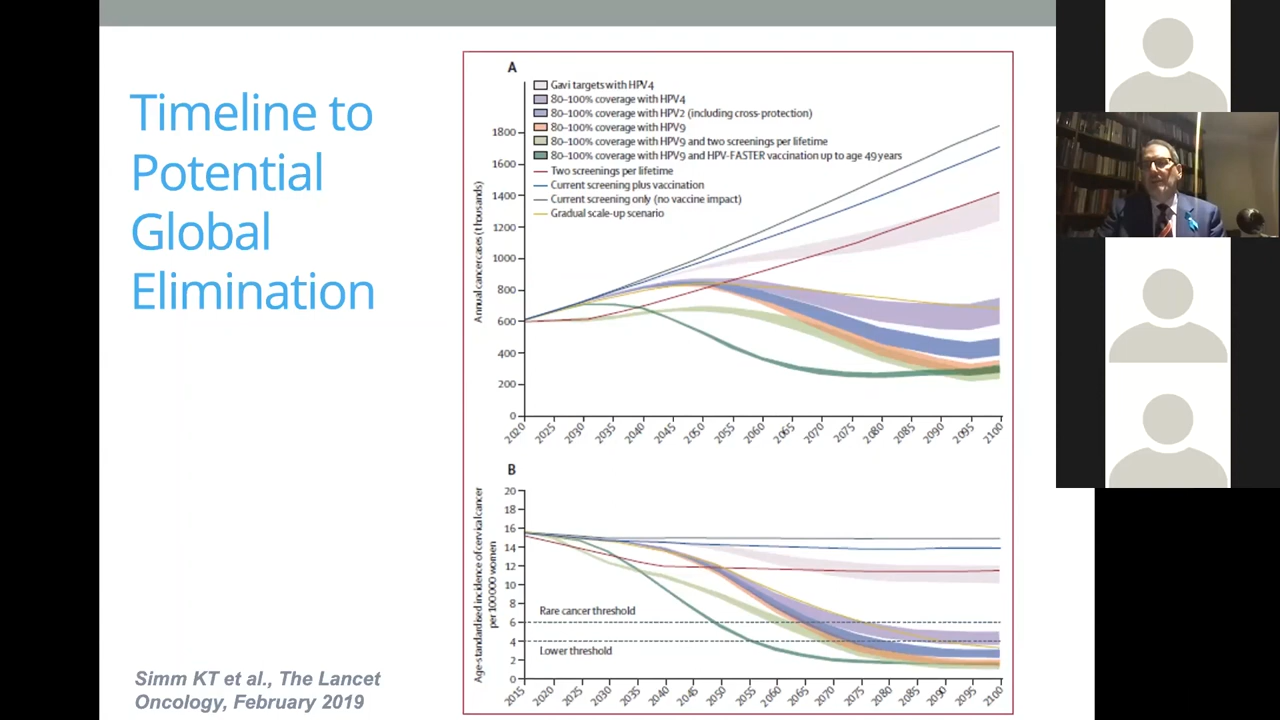 Timeline to
Potential
Global
Elimination
A
Gavi targets with HPV4
80–100% coverage with HPV4
80–100% coverage with HPV2 (including cross-protection)
80–100% coverage with HPV9
80–100% coverage with HPV9 and two screenings per lifetime
80–100% coverage with HPV9 and HPV-FASTER vaccination up to age 49 years
Two screenings per lifetime
Current screening plus vaccination
Current screening only (no vaccine impact)
Gradual scale-up scenario
Annual cancer cases (thousands)
1800
1600
1400
1200
1000
800
600
400
200
0
2020 2025 2030 2035 2040 2045 2050 2055 2060 2065 2070 2075 2080 2085 2090 2095 2100
B
Age-standardised incidence of cervical cancer
per 100 000 women
20
18
16
14
12
10
8
6
4
2
0
Rare cancer threshold
Lower threshold
2015 2020 2025 2030 2035 2040 2045 2050 2055 2060 2065 2070 2075 2080 2085 2090 2095 2100
Simm KT et al., The Lancet
Oncology, February 2019